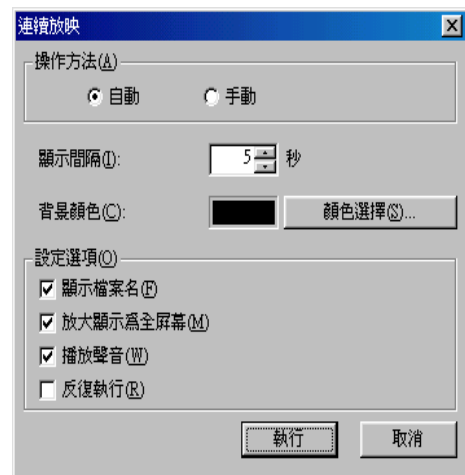 連續放映
操作方法(A)
自動 手動
顯示間隔(I): 5 秒
背景顏色(C): 顏色選擇(S)...
設定選項(O)
顯示檔案名(F)
放大顯示爲全屏幕(M)
播放聲音(W)
反復執行(R)
執行 取消